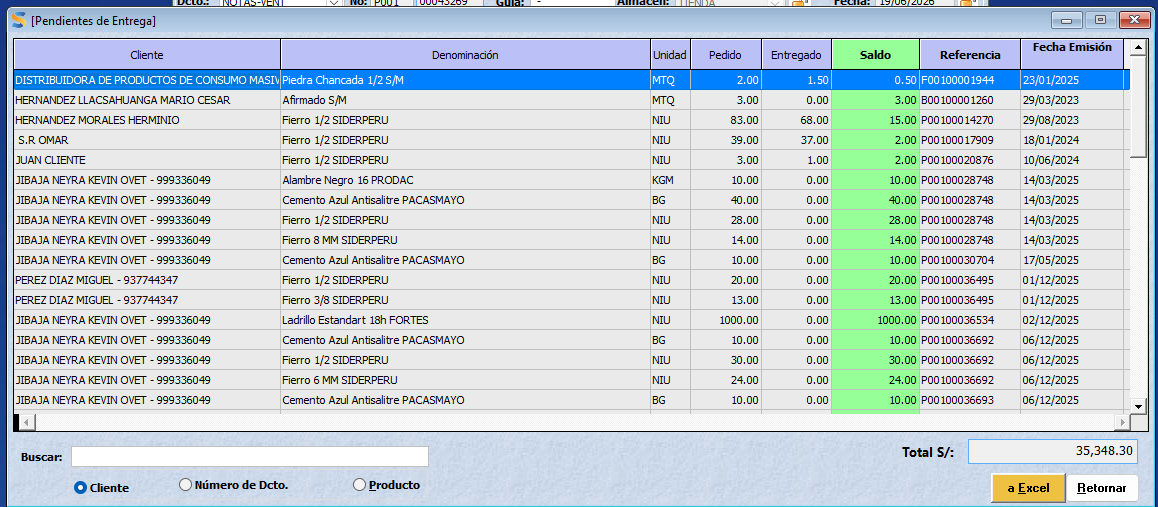 Dcto.: NOTAS-VENT No: P001 00043269 Guía: - Almacén: TIENDA Fecha: 19/06/2026
[Pendientes de Entrega]
Cliente Denominación Unidad Pedido Entregado Saldo Referencia Fecha Emisión
DISTRIBUIDORA DE PRODUCTOS DE CONSUMO MASIV Piedra Chancada 1/2 S/M MTQ 2.00 1.50 0.50 F00100001944 23/01/2025
HERNANDEZ LLACSAHUANGA MARIO CESAR Afirmado S/M MTQ 3.00 0.00 3.00 B00100001260 29/03/2023
HERNANDEZ MORALES HERMINIO Fierro 1/2 SIDERPERU NIU 83.00 68.00 15.00 P00100014270 29/08/2023
S.R OMAR Fierro 1/2 SIDERPERU NIU 39.00 37.00 2.00 P00100017909 18/01/2024
JUAN CLIENTE Fierro 1/2 SIDERPERU NIU 3.00 1.00 2.00 P00100020876 10/06/2024
JIBAJA NEYRA KEVIN OVET - 999336049 Alambre Negro 16 PRODAC KGM 10.00 0.00 10.00 P00100028748 14/03/2025
JIBAJA NEYRA KEVIN OVET - 999336049 Cemento Azul Antisalitre PACASMAYO BG 40.00 0.00 40.00 P00100028748 14/03/2025
JIBAJA NEYRA KEVIN OVET - 999336049 Fierro 1/2 SIDERPERU NIU 28.00 0.00 28.00 P00100028748 14/03/2025
JIBAJA NEYRA KEVIN OVET - 999336049 Fierro 8 MM SIDERPERU NIU 14.00 0.00 14.00 P00100028748 14/03/2025
JIBAJA NEYRA KEVIN OVET - 999336049 Cemento Azul Antisalitre PACASMAYO BG 10.00 0.00 10.00 P00100030704 17/05/2025
PEREZ DIAZ MIGUEL - 937744347 Fierro 1/2 SIDERPERU NIU 20.00 0.00 20.00 P00100036495 01/12/2025
PEREZ DIAZ MIGUEL - 937744347 Fierro 3/8 SIDERPERU NIU 13.00 0.00 13.00 P00100036495 01/12/2025
JIBAJA NEYRA KEVIN OVET - 999336049 Ladrillo Estandart 18h FORTES NIU 1000.00 0.00 1000.00 P00100036534 02/12/2025
JIBAJA NEYRA KEVIN OVET - 999336049 Cemento Azul Antisalitre PACASMAYO BG 10.00 0.00 10.00 P00100036692 06/12/2025
JIBAJA NEYRA KEVIN OVET - 999336049 Fierro 1/2 SIDERPERU NIU 30.00 0.00 30.00 P00100036692 06/12/2025
JIBAJA NEYRA KEVIN OVET - 999336049 Fierro 6 MM SIDERPERU NIU 24.00 0.00 24.00 P00100036692 06/12/2025
JIBAJA NEYRA KEVIN OVET - 999336049 Cemento Azul Antisalitre PACASMAYO BG 10.00 0.00 10.00 P00100036693 06/12/2025
Buscar: Total S/: 35,348.30
Cliente Número de Dcto. Producto a Excel Retornar